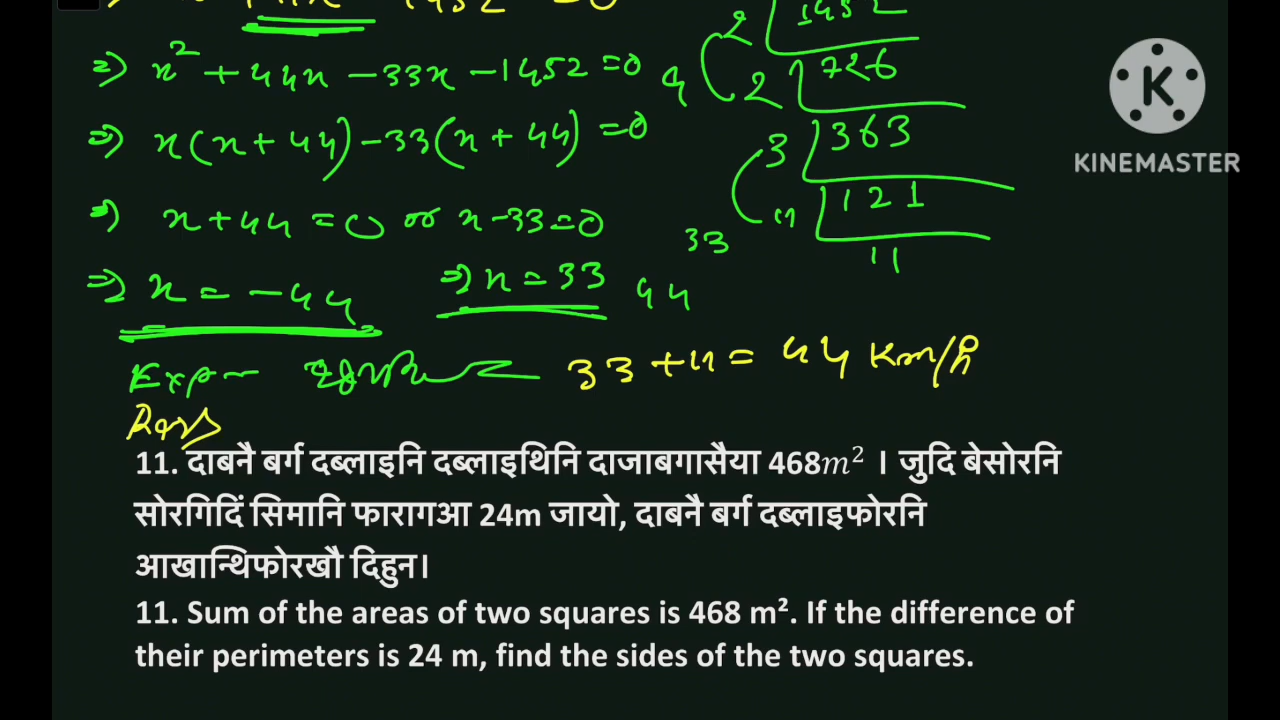 ⇒) x² + 44x - 33x - 1452 = 0
⇒) x(x + 44) - 33(x + 44) = 0
⇒) x + 44 = 0 or x - 33 = 0
⇒) x = -44 ⇒) x = 33
2 1452
4 2 726
3 363
33 11 121
11
44
33 + 11 = 44 Km/h
KINEMASTER
11. दाबनै बर्ग दब्लाइनि दब्लाइथिनि दाजाबगासैया 468m² । जुदि बेसोरनि
सोरगिदिं सिमानि फारागआ 24m जायो, दाबनै बर्ग दब्लाइफोरनि
आखान्थिफोरखौ दिहुन।
11. Sum of the areas of two squares is 468 m². If the difference of
their perimeters is 24 m, find the sides of the two squares.